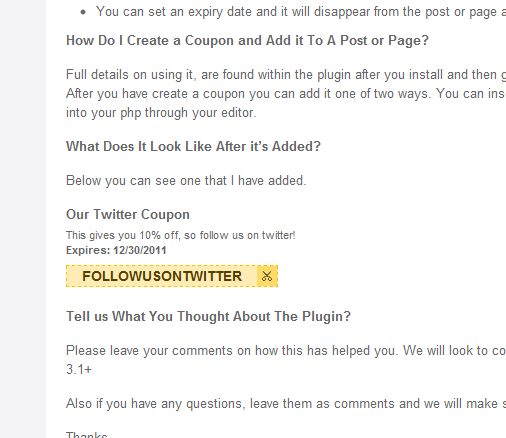 You can set an expiry date and it will disappear from the post or page a
How Do I Create a Coupon and Add it To A Post or Page?
Full details on using it, are found within the plugin after you install and then g
After you have create a coupon you can add it one of two ways. You can ins
into your php through your editor.
What Does It Look Like After it's Added?
Below you can see one that I have added.
Our Twitter Coupon
This gives you 10% off, so follow us on twitter!
Expires: 12/30/2011
FOLLOWUSONTWITTER
Tell us What You Thought About The Plugin?
Please leave your comments on how this has helped you. We will look to co
3.1+
Also if you have any questions, leave them as comments and we will make s
Thanks